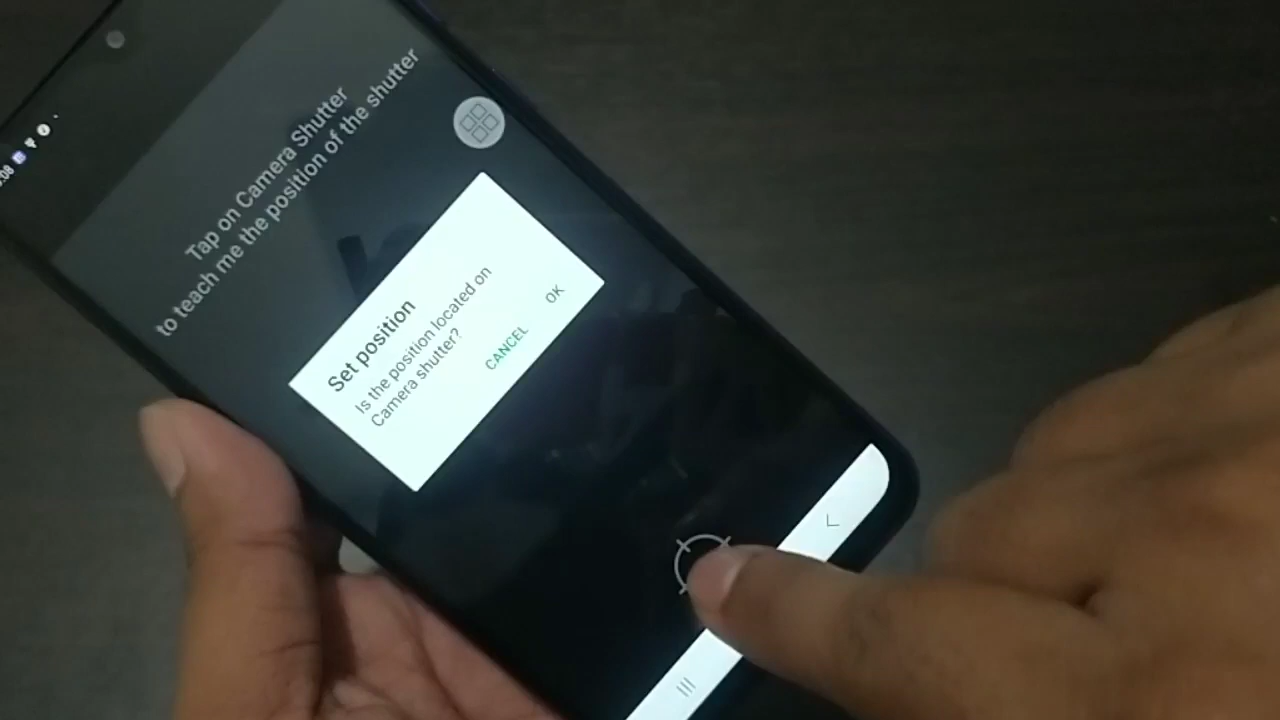 :08
Tap on Camera Shutter
to teach me the position of the shutter
Set position
Is the position located on
Camera shutter?
CANCEL OK